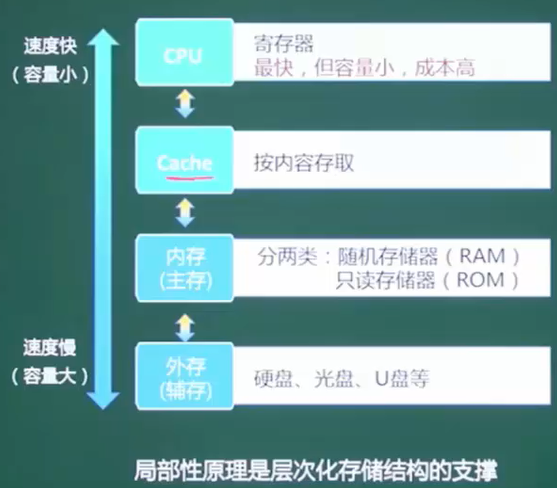 速度快
（容量小）
CPU
寄存器
最快，但容量小，成本高
Cache
按内容存取
内存
(主存)
分两类：随机存储器（RAM）
只读存储器（ROM）
速度慢
（容量大）
外存
(辅存)
硬盘、光盘、U盘等
局部性原理是层次化存储结构的支撑